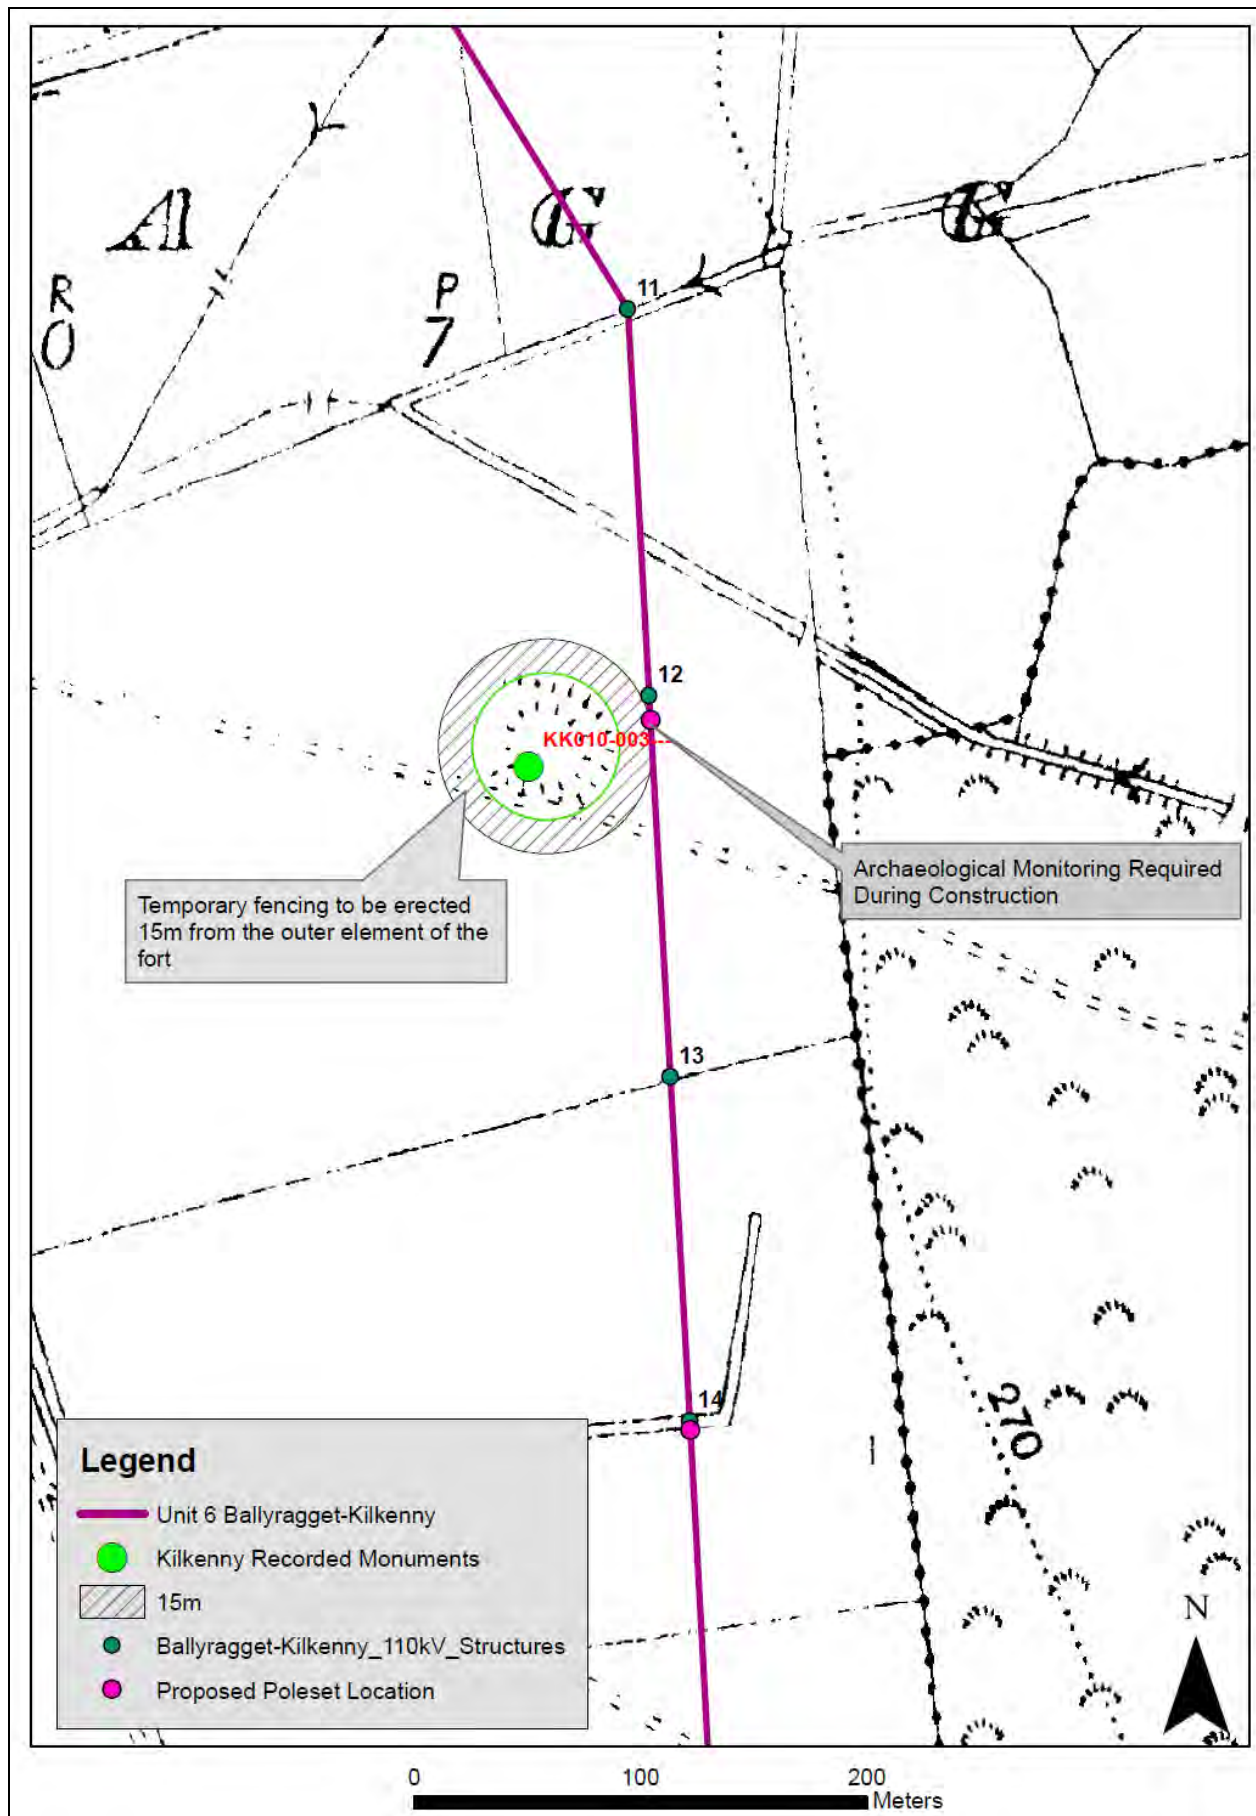 A
G
R
0
P
7
11
12
KK010-003---
Archaeological Monitoring Required
During Construction
Temporary fencing to be erected
15m from the outer element of the
fort
13
14
270
Legend
Unit 6 Ballyragget-Kilkenny
Kilkenny Recorded Monuments
15m
Ballyragget-Kilkenny_110kV_Structures
Proposed Poleset Location
N
0
100
200
Meters